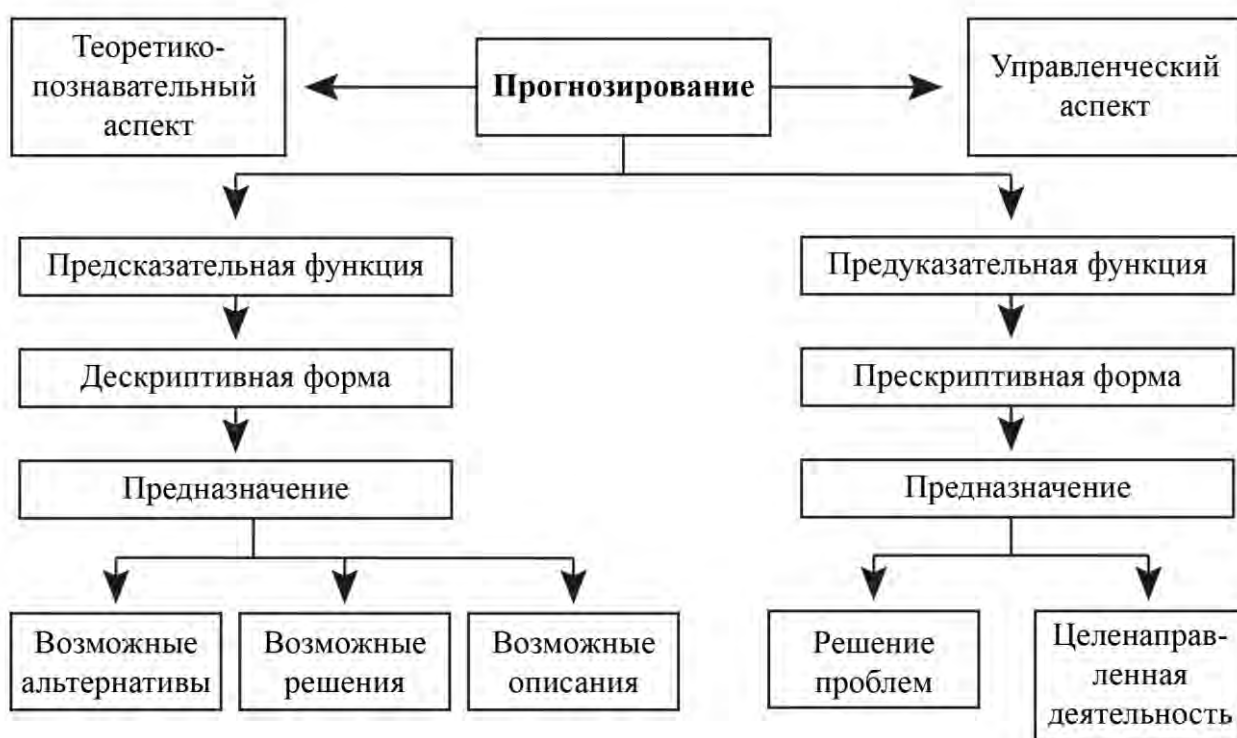 Теоретико-
познавательный
аспект
Прогнозирование
Управленческий
аспект
Предсказательная функция
Предуказательная функция
Дескриптивная форма
Прескриптивная форма
Предназначение
Предназначение
Возможные
альтернативы
Возможные
решения
Возможные
описания
Решение
проблем
Целенаправ-
ленная
деятельность